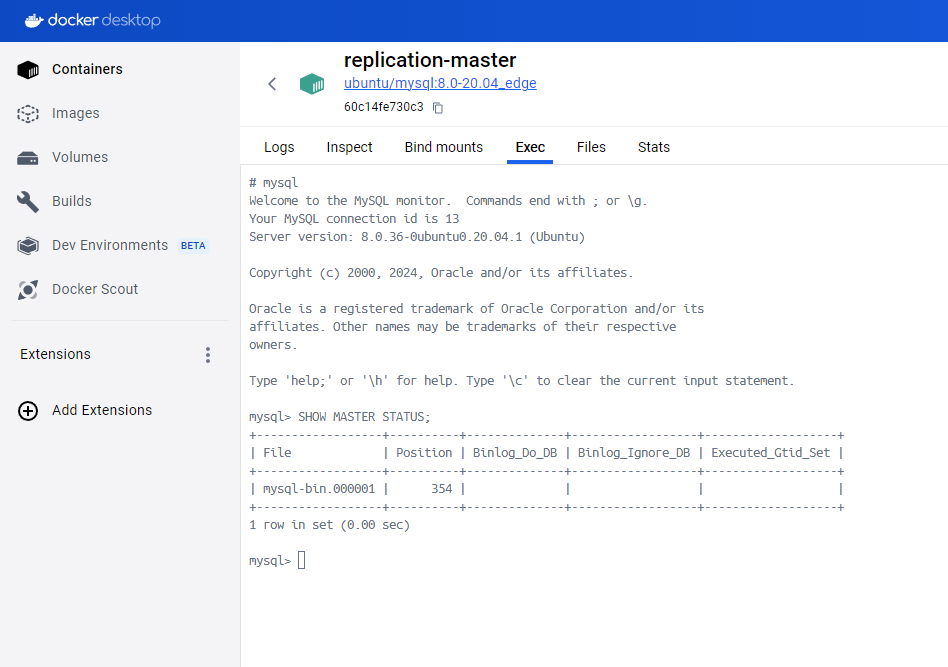 docker desktop
Containers
Images
Volumes
Builds
Dev Environments BETA
Docker Scout
Extensions
Add Extensions
replication-master
ubuntu/mysql:8.0-20.04_edge
60c14fe730c3
Logs Inspect Bind mounts Exec Files Stats
# mysql
Welcome to the MySQL monitor.  Commands end with ; or \g.
Your MySQL connection id is 13
Server version: 8.0.36-0ubuntu0.20.04.1 (Ubuntu)
Copyright (c) 2000, 2024, Oracle and/or its affiliates.
Oracle is a registered trademark of Oracle Corporation and/or its
affiliates. Other names may be trademarks of their respective
owners.
Type 'help;' or '\h' for help. Type '\c' to clear the current input statement.
mysql> SHOW MASTER STATUS;
+------------------+----------+--------------+------------------+-------------------+
| File             | Position | Binlog_Do_DB | Binlog_Ignore_DB | Executed_Gtid_Set |
+------------------+----------+--------------+------------------+-------------------+
| mysql-bin.000001 |      354 |              |                  |                   |
+------------------+----------+--------------+------------------+-------------------+
1 row in set (0.00 sec)
mysql>